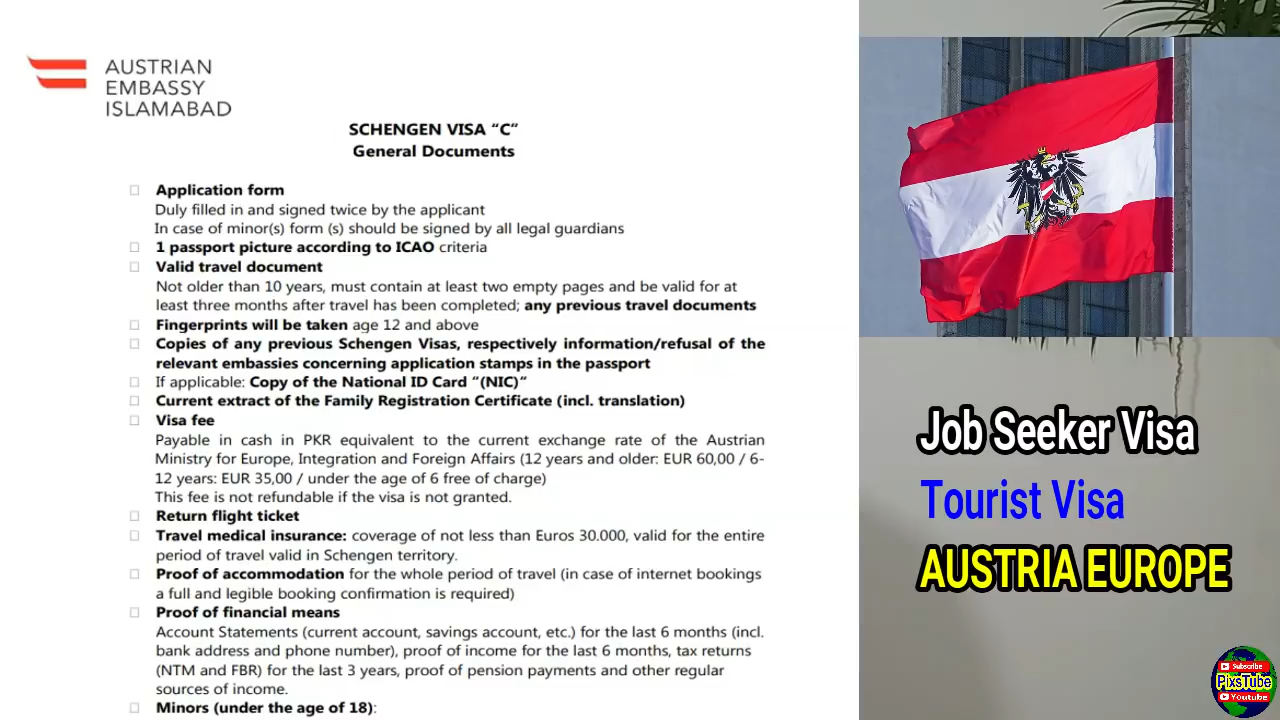 AUSTRIAN
EMBASSY
ISLAMABAD
SCHENGEN VISA “C”
General Documents
Application form
Duly filled in and signed twice by the applicant
In case of minor(s) form (s) should be signed by all legal guardians
1 passport picture according to ICAO criteria
Valid travel document
Not older than 10 years, must contain at least two empty pages and be valid for at
least three months after travel has been completed; any previous travel documents
Fingerprints will be taken age 12 and above
Copies of any previous Schengen Visas, respectively information/refusal of the
relevant embassies concerning application stamps in the passport
If applicable: Copy of the National ID Card “(NIC)”
Current extract of the Family Registration Certificate (incl. translation)
Visa fee
Payable in cash in PKR equivalent to the current exchange rate of the Austrian
Ministry for Europe, Integration and Foreign Affairs (12 years and older: EUR 60,00 / 6-
12 years: EUR 35,00 / under the age of 6 free of charge)
This fee is not refundable if the visa is not granted.
Return flight ticket
Travel medical insurance: coverage of not less than Euros 30.000, valid for the entire
period of travel valid in Schengen territory.
Proof of accommodation for the whole period of travel (in case of internet bookings
a full and legible booking confirmation is required)
Proof of financial means
Account Statements (current account, savings account, etc.) for the last 6 months (incl.
bank address and phone number), proof of income for the last 6 months, tax returns
(NTM and FBR) for the last 3 years, proof of pension payments and other regular
sources of income.
Minors (under the age of 18):
Job Seeker Visa
Tourist Visa
AUSTRIA EUROPE
Subscribe
PixsTube
Youtube